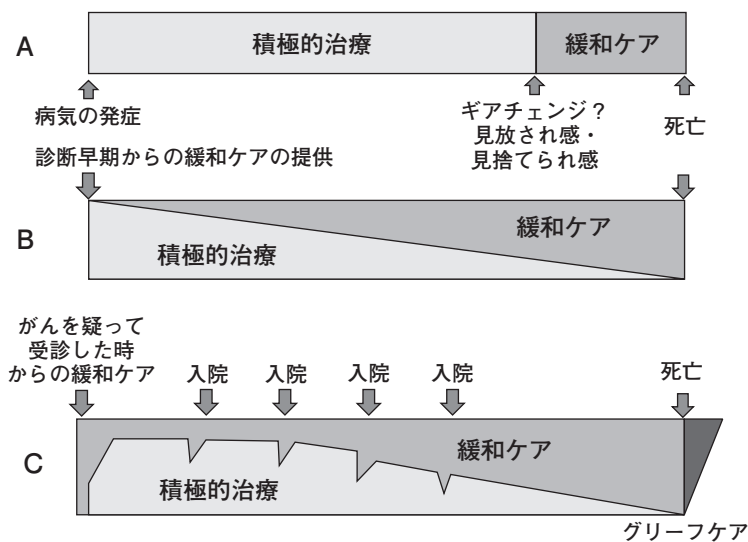 A
積極的治療
緩和ケア
病気の発症
ギアチェンジ？
見放され感・
見捨てられ感
死亡
診断早期からの緩和ケアの提供
B
緩和ケア
積極的治療
がんを疑って
受診した時
からの緩和ケア
入院
入院
入院
入院
死亡
C
緩和ケア
積極的治療
グリーフケア